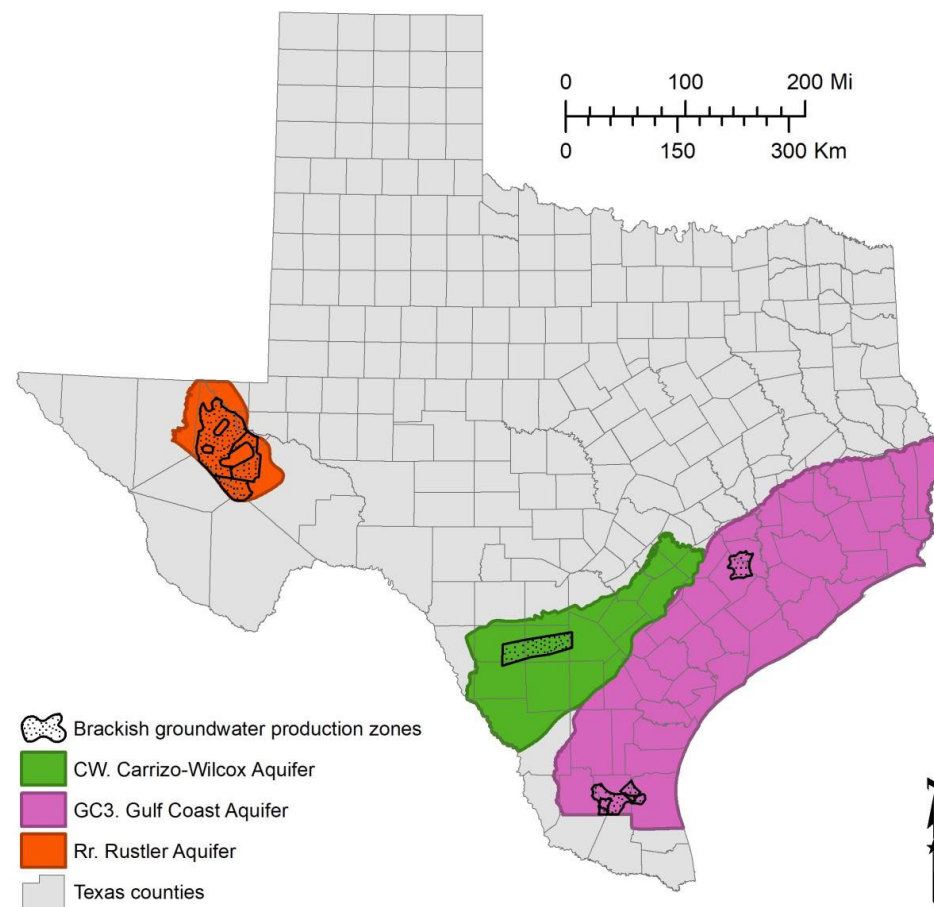 0 100 200 Mi
0 150 300 Km
Brackish groundwater production zones
CW. Carrizo-Wilcox Aquifer
GC3. Gulf Coast Aquifer
Rr. Rustler Aquifer
Texas counties